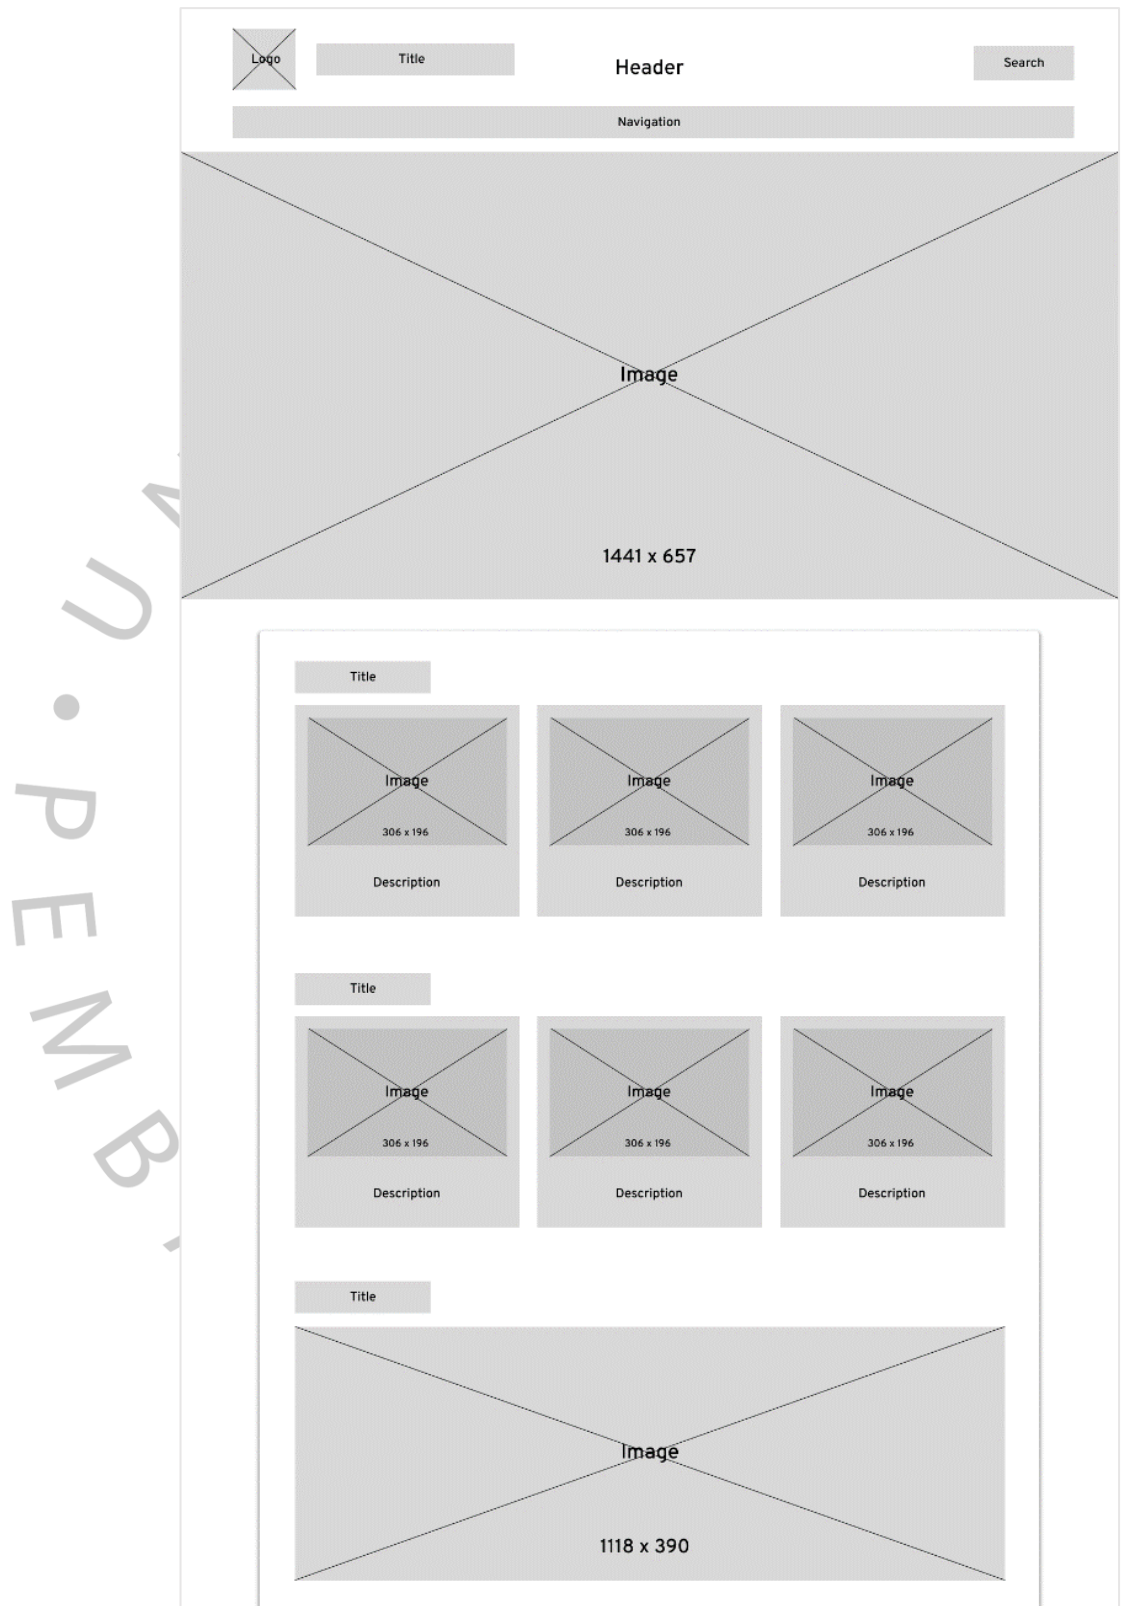 Logo Title Header Search
Navigation
Image
1441 x 657
Title
Image Image Image
306 x 196 306 x 196 306 x 196
Description Description Description
Title
Image Image Image
306 x 196 306 x 196 306 x 196
Description Description Description
Title
Image
1118 x 390
U • PEMB